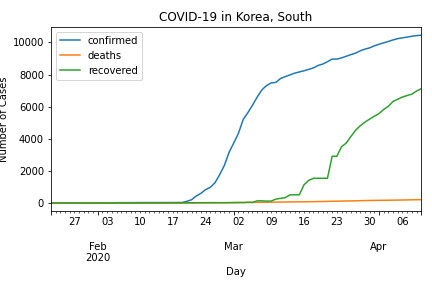 COVID-19 in Korea, South
confirmed
deaths
recovered
Number of Cases
10000
8000
6000
4000
2000
0
27 03 10 17 24 02 09 16 23 30 06
Feb Mar Apr
2020
Day